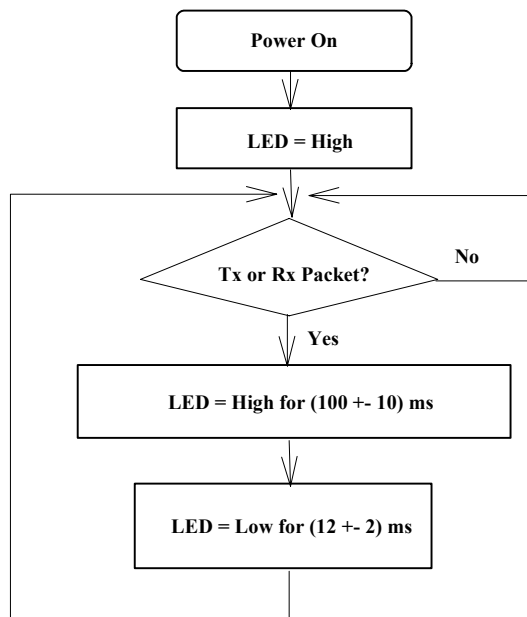 Power On
LED = High
Tx or Rx Packet?
No
Yes
LED = High for (100 +- 10) ms
LED = Low for (12 +- 2) ms